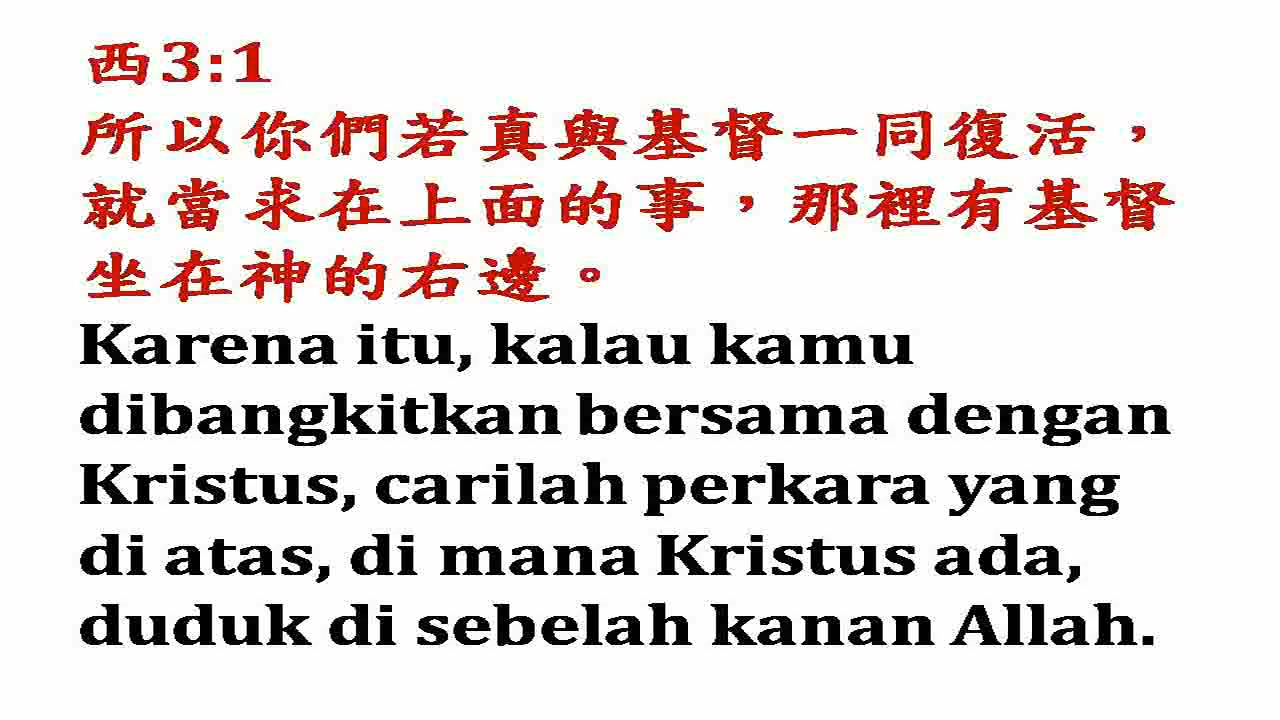 西3:1
所以你們若真與基督一同復活，
就當求在上面的事，那裡有基督
坐在神的右邊。
Karena itu, kalau kamu
dibangkitkan bersama dengan
Kristus, carilah perkara yang
di atas, di mana Kristus ada,
duduk di sebelah kanan Allah.